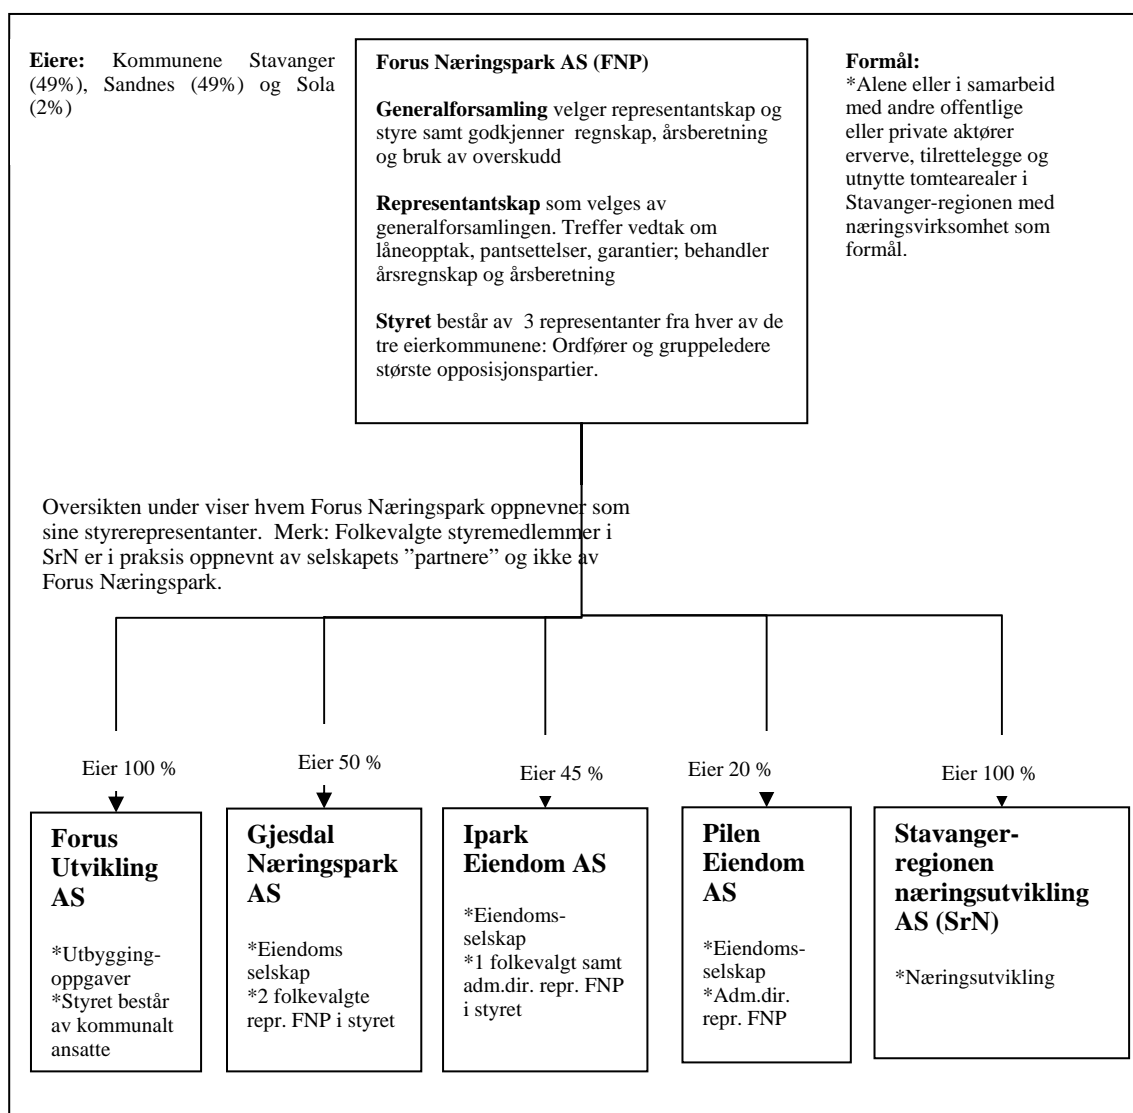 Eiere: Kommunene Stavanger
(49%), Sandnes (49%) og Sola
(2%)
Forus Næringspark AS (FNP)
Generalforsamling velger representantskap og
styre samt godkjenner regnskap, årsberetning
og bruk av overskudd
Representantskap som velges av
generalforsamlingen. Treffer vedtak om
låneopptak, pantsettelser, garantier; behandler
årsregnskap og årsberetning
Styret består av 3 representanter fra hver av de
tre eierkommunene: Ordfører og gruppeledere
største opposisjonspartier.
Formål:
*Alene eller i samarbeid
med andre offentlige
eller private aktører
erverve, tilrettelegge og
utnytte tomtearealer i
Stavanger-regionen med
næringsvirksomhet som
formål.
Oversikten under viser hvem Forus Næringspark oppnevner som
sine styrerepresentanter. Merk: Folkevalgte styremedlemmer i
SrN er i praksis oppnevnt av selskapets ”partnere” og ikke av
Forus Næringspark.
Eier 100 %
Forus
Utvikling
AS
*Utbygging-
oppgaver
*Styret består
av kommunalt
ansatte
Eier 50 %
Gjesdal
Næringspark
AS
*Eiendoms
selskap
*2 folkevalgte
repr. FNP i styret
Eier 45 %
Ipark
Eiendom AS
*Eiendoms-
selskap
*1 folkevalgt samt
adm.dir. repr. FNP
i styret
Eier 20 %
Pilen
Eiendom
AS
*Eiendoms-
selskap
*Adm.dir.
repr. FNP
Eier 100 %
Stavanger-
regionen
næringsutvikling
AS (SrN)
*Næringsutvikling